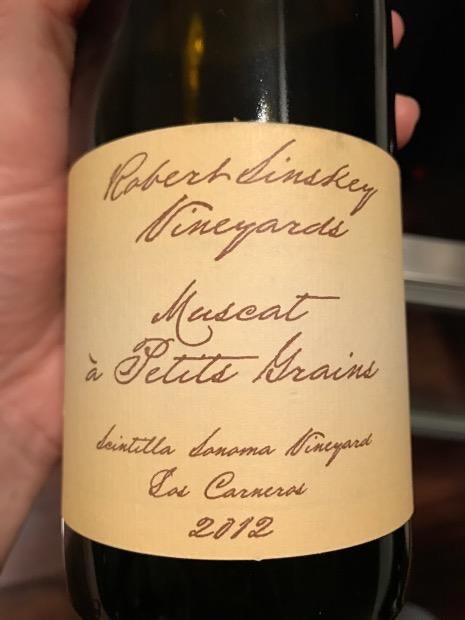 Robert Sinskey
Vineyards
Muscat
à Petits Grains
Scintilla Sonoma Vineyard
Los Carneros
2012